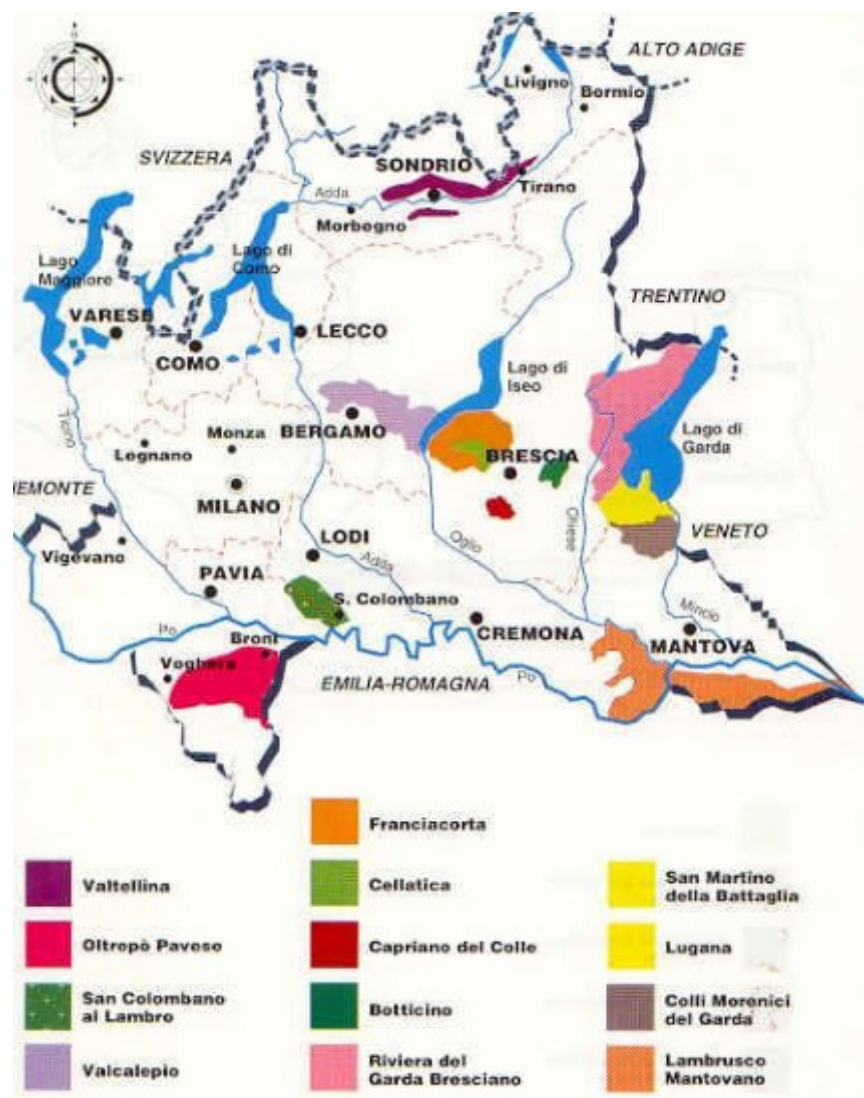 ALTO ADIGE
Livigno
Bormio
SVIZZERA
SONDRIO
Tirano
Adda
Morbegno
Lago
Maggiore
Lago di
Como
TRENTINO
VARESE
LECCO
COMO
Lago di
Iseo
Lago di
Garda
BERGAMO
Monza
Legnano
BRESCIA
Ticino
MILANO
IEMONTE
VENETO
Chiese
Oglio
LODI
Vigevano
Adda
PAVIA
S. Colombano
CREMONA
Mincio
MANTOVA
Po
Broni
Voghera
EMILIA-ROMAGNA
Po
Franciacorta
Valtellina
Cellatica
San Martino
della Battaglia
Oltrepò Pavese
Capriano del Colle
Lugana
San Colombano
al Lambro
Botticino
Colli Morenici
del Garda
Valcalepio
Riviera del
Garda Bresciano
Lambrusco
Mantovano